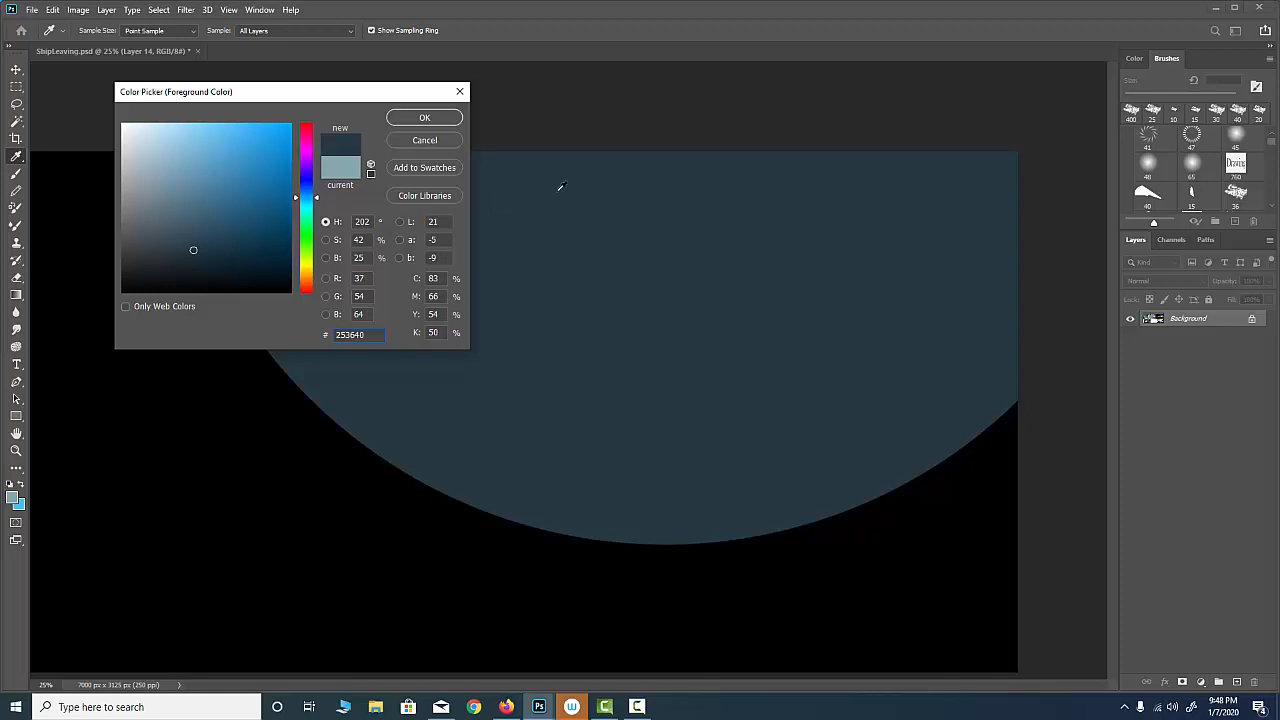 File Edit Image Layer Type Select Filter 3D View Window Help
Sample Size: Point Sample Sample: All Layers Show Sampling Ring
ShipLeaving.psd @ 25% (Layer 14, RGB/8#) * ×
Color Brushes
Size:
400 25 10 15 30 40 20
41 47 45
48 65 760
15 36
Color Picker (Foreground Color)
new
current
OK
Cancel
Add to Swatches
Color Libraries
H: 202 ° L: 21
S: 42 % a: -5
B: 25 % b: -9
R: 37 C: 83 %
G: 54 M: 66 %
B: 64 Y: 54 %
# 253640 K: 50 %
Only Web Colors
Layers Channels Paths
Kind
Normal Opacity: 100%
Lock: Fill: 100%
Background
25% 7000 px x 3125 px (250 ppi)
Type here to search
Ps
9:48 PM
1/7/2020